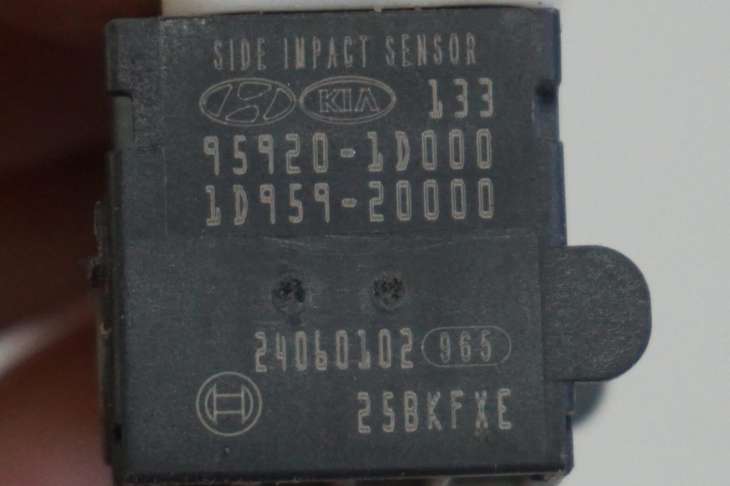 SIDE IMPACT SENSOR
KIA 133
95920-1D000
1D959-20000
24060102 965
25BKFXE